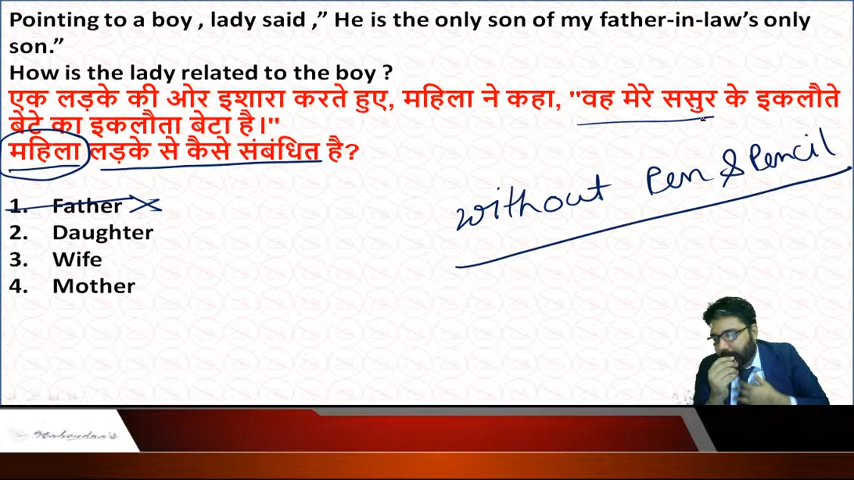 Pointing to a boy , lady said ,” He is the only son of my father-in-law’s only
son.”
How is the lady related to the boy ?
एक लड़के की ओर इशारा करते हुए, महिला ने कहा, "वह मेरे ससुर के इकलौते
बेटे का इकलौता बेटा है।"
महिला लड़के से कैसे संबंधित है?
without Pen & Pencil
1. Father
2. Daughter
3. Wife
4. Mother